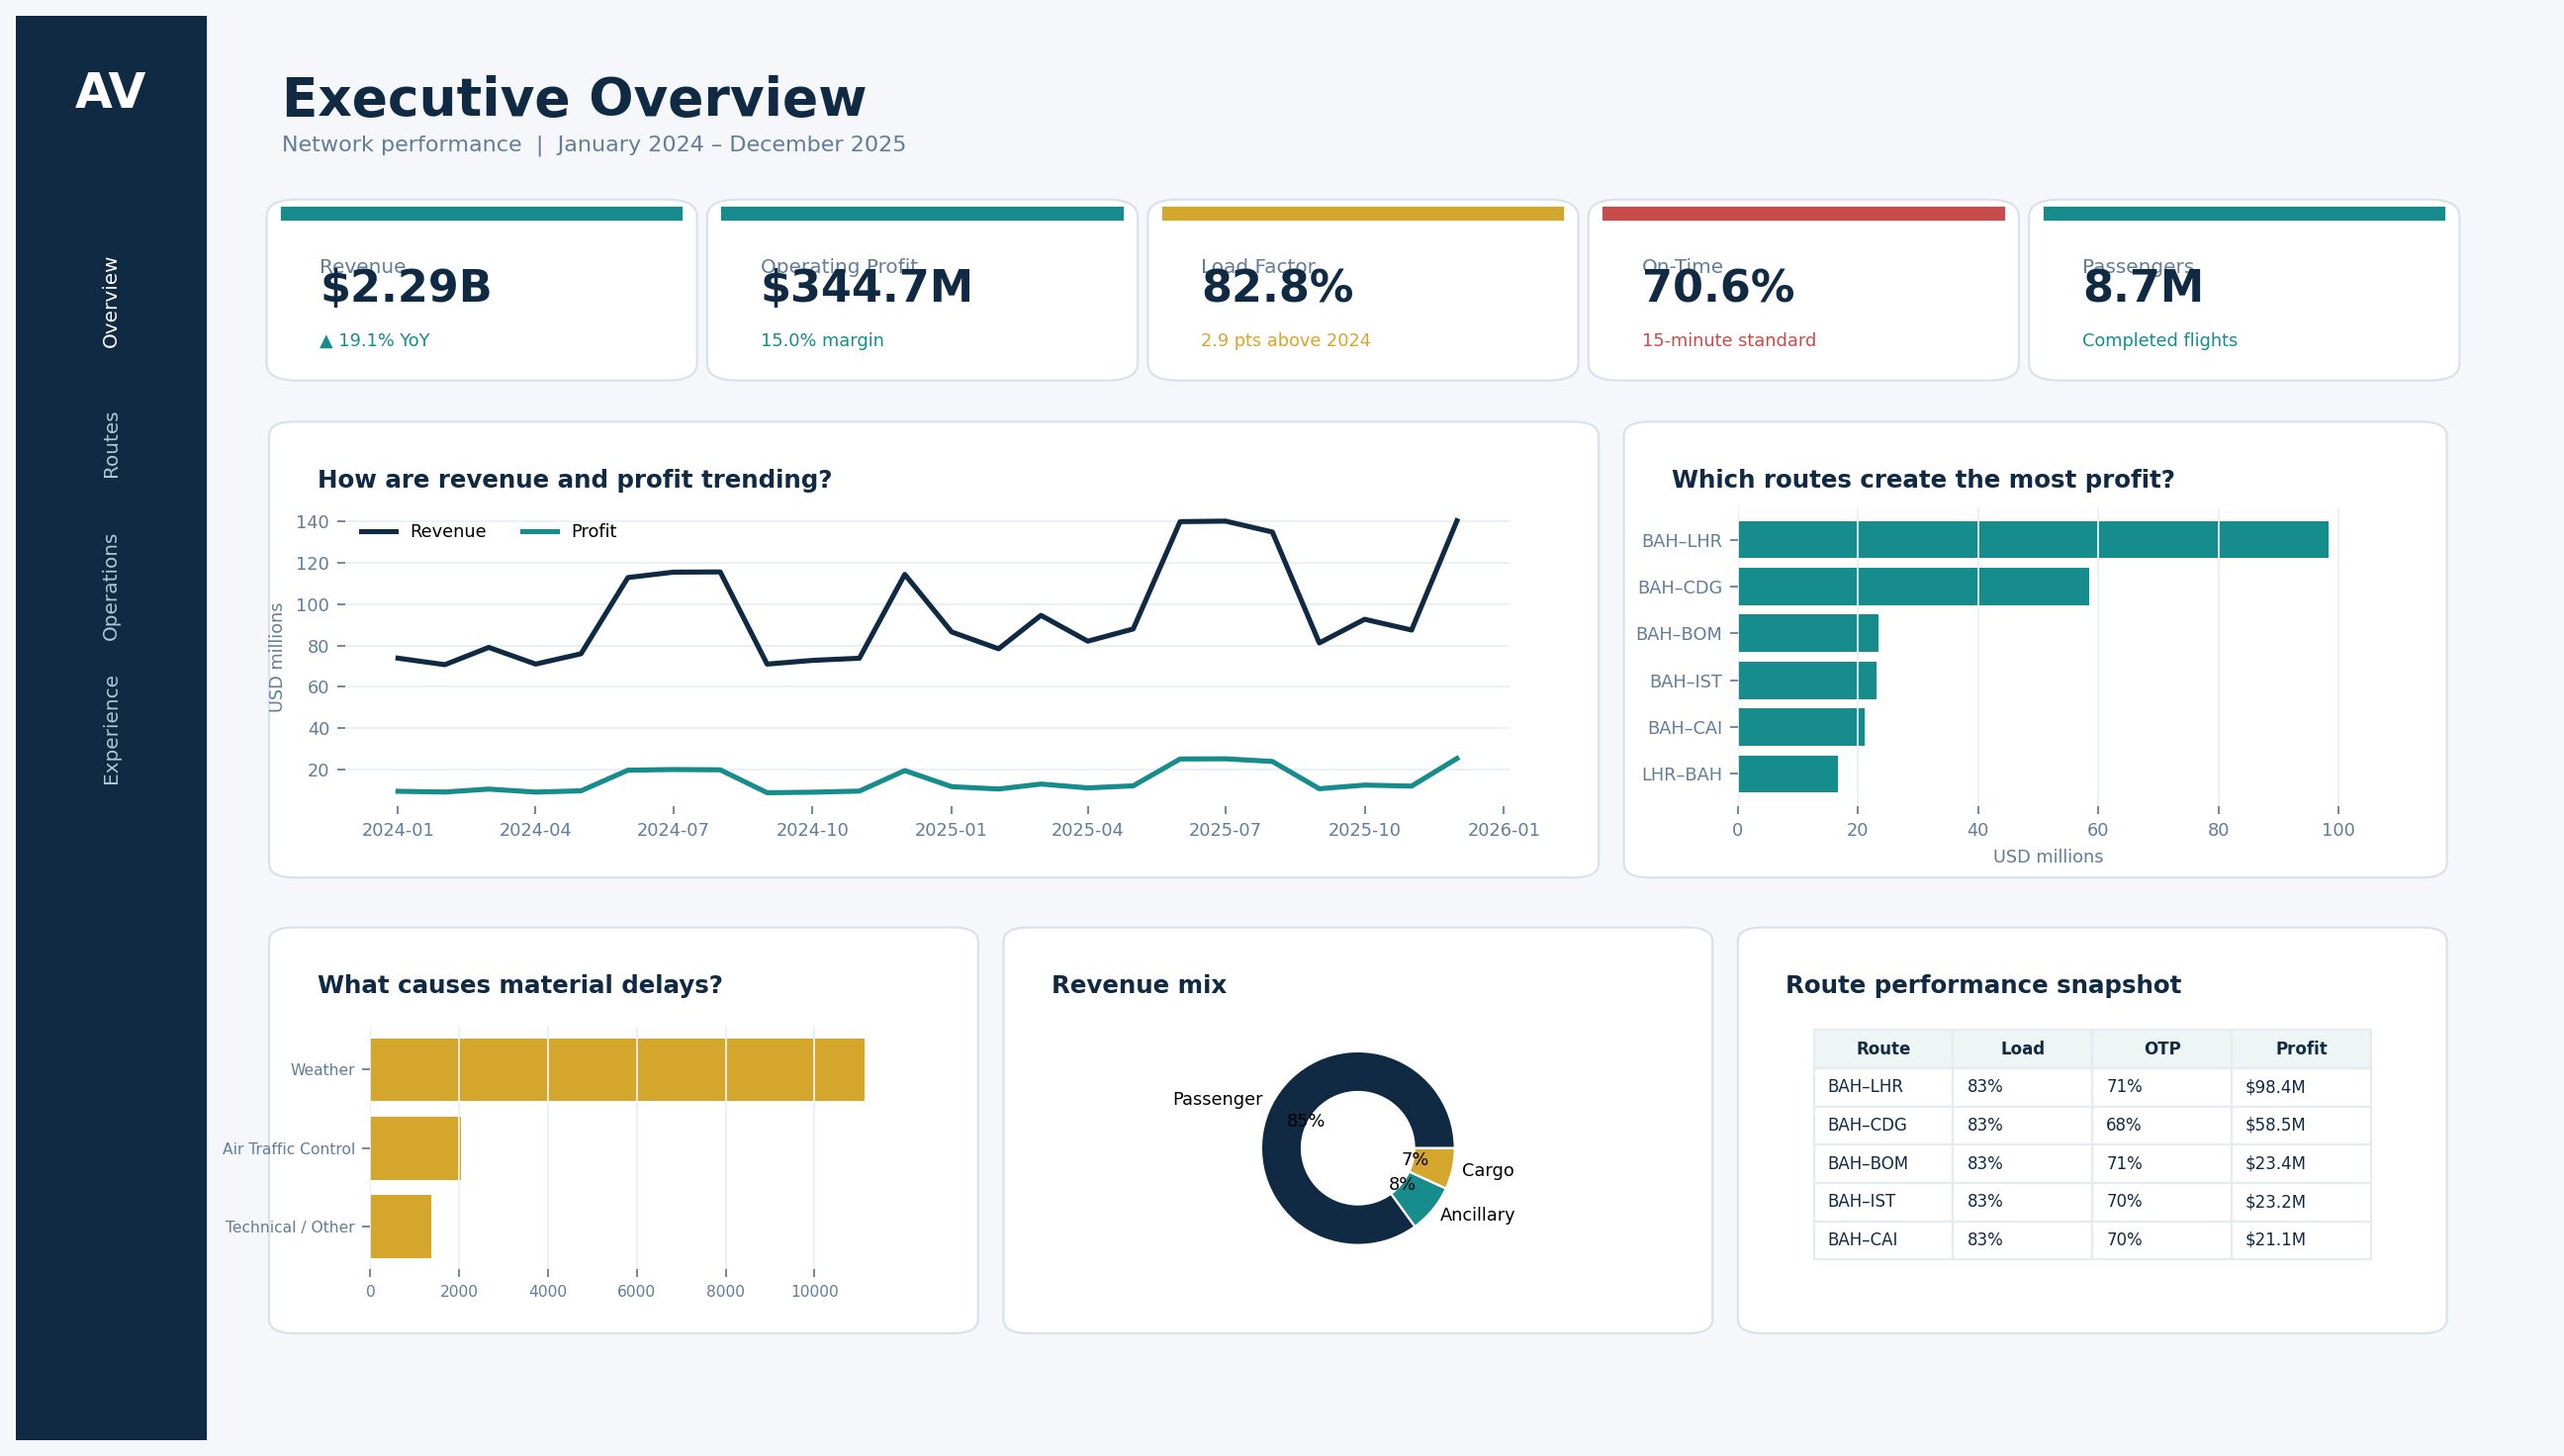 AV
Overview
Routes
Operations
Experience
Executive Overview
Network performance | January 2024 – December 2025
Revenue
$2.29B
▲ 19.1% YoY
Operating Profit
$344.7M
15.0% margin
Load Factor
82.8%
2.9 pts above 2024
On-Time
70.6%
15-minute standard
Passengers
8.7M
Completed flights
How are revenue and profit trending?
Revenue Profit
USD millions
140
120
100
80
60
40
20
2024-01 2024-04 2024-07 2024-10 2025-01 2025-04 2025-07 2025-10 2026-01
Which routes create the most profit?
BAH–LHR
BAH–CDG
BAH–BOM
BAH–IST
BAH–CAI
LHR–BAH
0 20 40 60 80 100
USD millions
What causes material delays?
Weather
Air Traffic Control
Technical / Other
0 2000 4000 6000 8000 10000
Revenue mix
Passenger
85%
7%
Cargo
8%
Ancillary
Route performance snapshot
Route Load OTP Profit
BAH–LHR 83% 71% $98.4M
BAH–CDG 83% 68% $58.5M
BAH–BOM 83% 71% $23.4M
BAH–IST 83% 70% $23.2M
BAH–CAI 83% 70% $21.1M